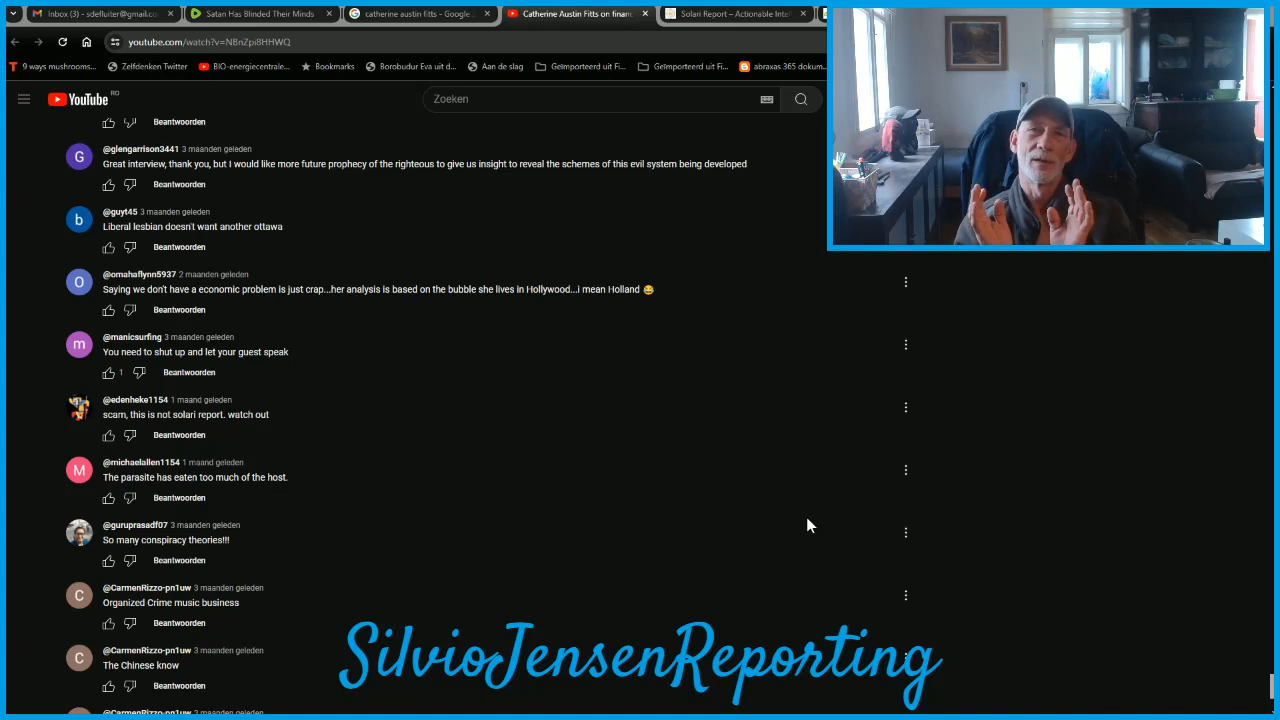 Inbox (3) - sdefluiter@gmail.co
Satan Has Blinded Their Minds
catherine austin fitts - Google
Catherine Austin Fitts on financ
Solari Report – Actionable Intel
youtube.com/watch?v=NBnZpi8HHWQ
9 ways mushrooms...
Zelfdenken Twitter
BIO-energiecentrale...
Bookmarks
Borobudur Eva uit d...
Aan de slag
Geïmporteerd uit Fi...
Geïmporteerd uit Fi...
abraxas 365 dokum...
YouTube RO
Zoeken
Beantwoorden
@glengarrison3441 3 maanden geleden
Great interview, thank you, but I would like more future prophecy of the righteous to give us insight to reveal the schemes of this evil system being developed
Beantwoorden
@guyt45 3 maanden geleden
Liberal lesbian doesn't want another ottawa
Beantwoorden
@omahaflynn5937 2 maanden geleden
Saying we don't have a economic problem is just crap...her analysis is based on the bubble she lives in Hollywood...i mean Holland 😂
Beantwoorden
@manicsurfing 3 maanden geleden
You need to shut up and let your guest speak
1 Beantwoorden
@edenheke1154 1 maand geleden
scam, this is not solari report. watch out
Beantwoorden
@michaelallen1154 1 maand geleden
The parasite has eaten too much of the host.
Beantwoorden
@guruprasadf07 3 maanden geleden
So many conspiracy theories!!!
Beantwoorden
@CarmenRizzo-pn1uw 3 maanden geleden
Organized Crime music business
Beantwoorden
@CarmenRizzo-pn1uw 3 maanden geleden
The Chinese know
Beantwoorden
SilvioJensenReporting